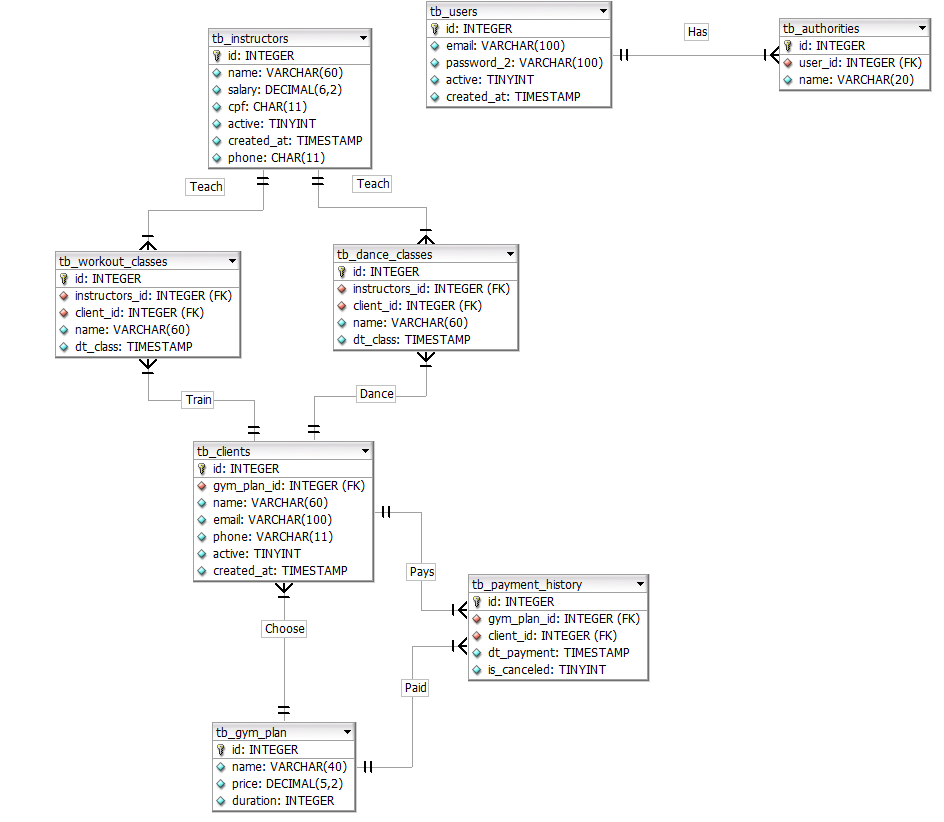 tb_users
id: INTEGER
email: VARCHAR(100)
password_2: VARCHAR(100)
active: TINYINT
created_at: TIMESTAMP
Has
tb_authorities
id: INTEGER
user_id: INTEGER (FK)
name: VARCHAR(20)
tb_instructors
id: INTEGER
name: VARCHAR(60)
salary: DECIMAL(6,2)
cpf: CHAR(11)
active: TINYINT
created_at: TIMESTAMP
phone: CHAR(11)
Teach
Teach
tb_workout_classes
id: INTEGER
instructors_id: INTEGER (FK)
client_id: INTEGER (FK)
name: VARCHAR(60)
dt_class: TIMESTAMP
tb_dance_classes
id: INTEGER
instructors_id: INTEGER (FK)
client_id: INTEGER (FK)
name: VARCHAR(60)
dt_class: TIMESTAMP
Train
Dance
tb_clients
id: INTEGER
gym_plan_id: INTEGER (FK)
name: VARCHAR(60)
email: VARCHAR(100)
phone: VARCHAR(11)
active: TINYINT
created_at: TIMESTAMP
Pays
tb_payment_history
id: INTEGER
gym_plan_id: INTEGER (FK)
client_id: INTEGER (FK)
dt_payment: TIMESTAMP
is_canceled: TINYINT
Choose
Paid
tb_gym_plan
id: INTEGER
name: VARCHAR(40)
price: DECIMAL(5,2)
duration: INTEGER